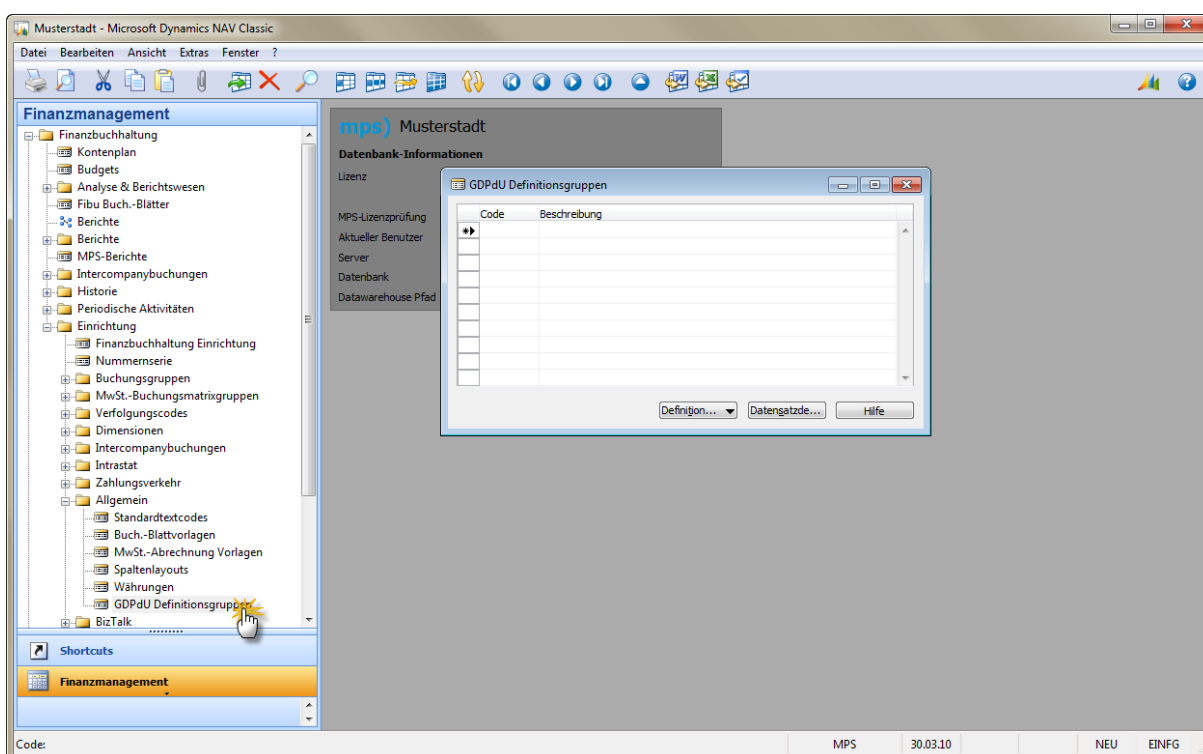 Musterstadt - Microsoft Dynamics NAV Classic
Datei Bearbeiten Ansicht Extras Fenster ?
Finanzmanagement
Finanzbuchhaltung
Kontenplan
Budgets
Analyse & Berichtswesen
Fibu Buch.-Blätter
Berichte
Berichte
MPS-Berichte
Intercompanybuchungen
Historie
Periodische Aktivitäten
Einrichtung
Finanzbuchhaltung Einrichtung
Nummernserie
Buchungsgruppen
MwSt.-Buchungsmatrixgruppen
Verfolgungscodes
Dimensionen
Intercompanybuchungen
Intrastat
Zahlungsverkehr
Allgemein
Standardtextcodes
Buch.-Blattvorlagen
MwSt.-Abrechnung Vorlagen
Spaltenlayouts
Währungen
GDPdU Definitionsgruppen
BizTalk
Shortcuts
Finanzmanagement
mps) Musterstadt
Datenbank-Informationen
Lizenz
MPS-Lizenzprüfung
Aktueller Benutzer
Server
Datenbank
Datawarehouse Pfad
GDPdU Definitionsgruppen
Code Beschreibung
Definition... Datensatzde... Hilfe
Code: MPS 30.03.10 NEU EINFG